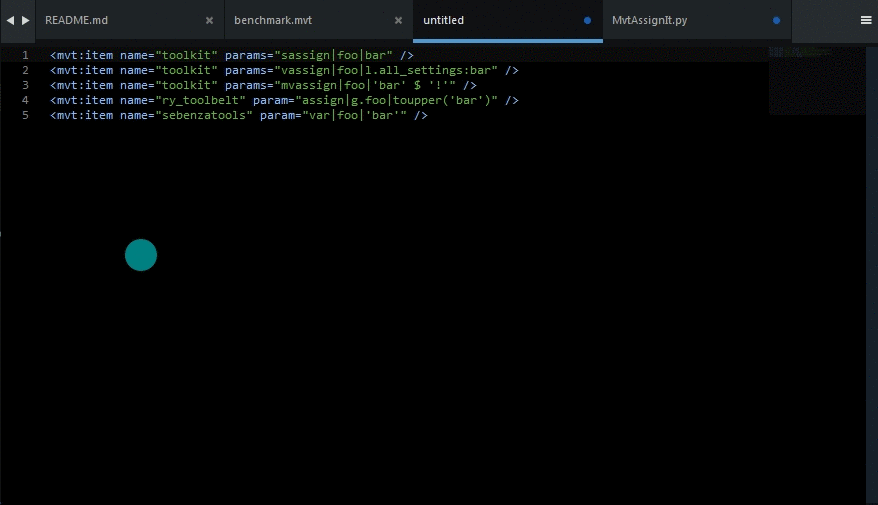 README.md benchmark.mvt untitled MvtAssignIt.py
1 <mvt:item name="toolkit" params="sassign|foo|bar" />
2 <mvt:item name="toolkit" params="vassign|foo|l.all_settings:bar" />
3 <mvt:item name="toolkit" params="mvassign|foo|'bar' $ '!'" />
4 <mvt:item name="ry_toolbelt" param="assign|g.foo|toupper('bar')" />
5 <mvt:item name="sebenzatools" param="var|foo|'bar'" />